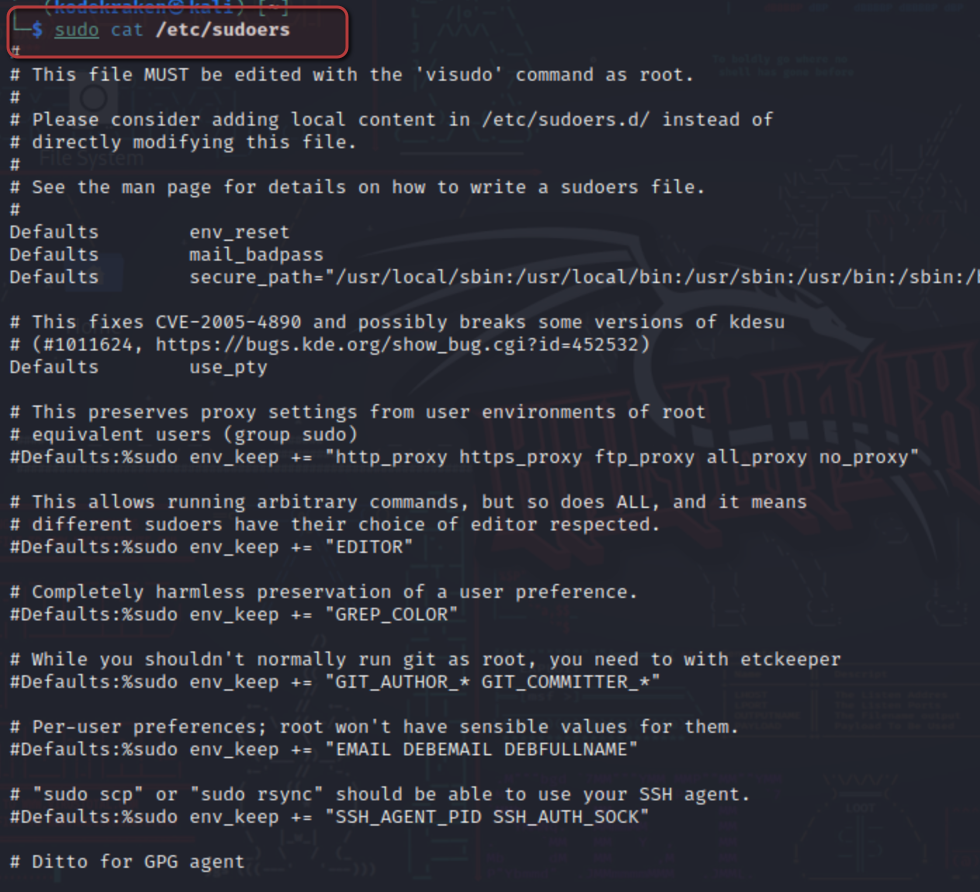 (kodekraken㉿kali)-[~]
└─$ sudo cat /etc/sudoers
#
# This file MUST be edited with the 'visudo' command as root.
#
# Please consider adding local content in /etc/sudoers.d/ instead of
# directly modifying this file.
#
# See the man page for details on how to write a sudoers file.
#
Defaults        env_reset
Defaults        mail_badpass
Defaults        secure_path="/usr/local/sbin:/usr/local/bin:/usr/sbin:/usr/bin:/sbin:/

# This fixes CVE-2005-4890 and possibly breaks some versions of kdesu
# (#1011624, https://bugs.kde.org/show_bug.cgi?id=452532)
Defaults        use_pty

# This preserves proxy settings from user environments of root
# equivalent users (group sudo)
#Defaults:%sudo env_keep += "http_proxy https_proxy ftp_proxy all_proxy no_proxy"

# This allows running arbitrary commands, but so does ALL, and it means
# different sudoers have their choice of editor respected.
#Defaults:%sudo env_keep += "EDITOR"

# Completely harmless preservation of a user preference.
#Defaults:%sudo env_keep += "GREP_COLOR"

# While you shouldn't normally run git as root, you need to with etckeeper
#Defaults:%sudo env_keep += "GIT_AUTHOR_* GIT_COMMITTER_*"

# Per-user preferences; root won't have sensible values for them.
#Defaults:%sudo env_keep += "EMAIL DEBEMAIL DEBFULLNAME"

# "sudo scp" or "sudo rsync" should be able to use your SSH agent.
#Defaults:%sudo env_keep += "SSH_AGENT_PID SSH_AUTH_SOCK"

# Ditto for GPG agent
File System